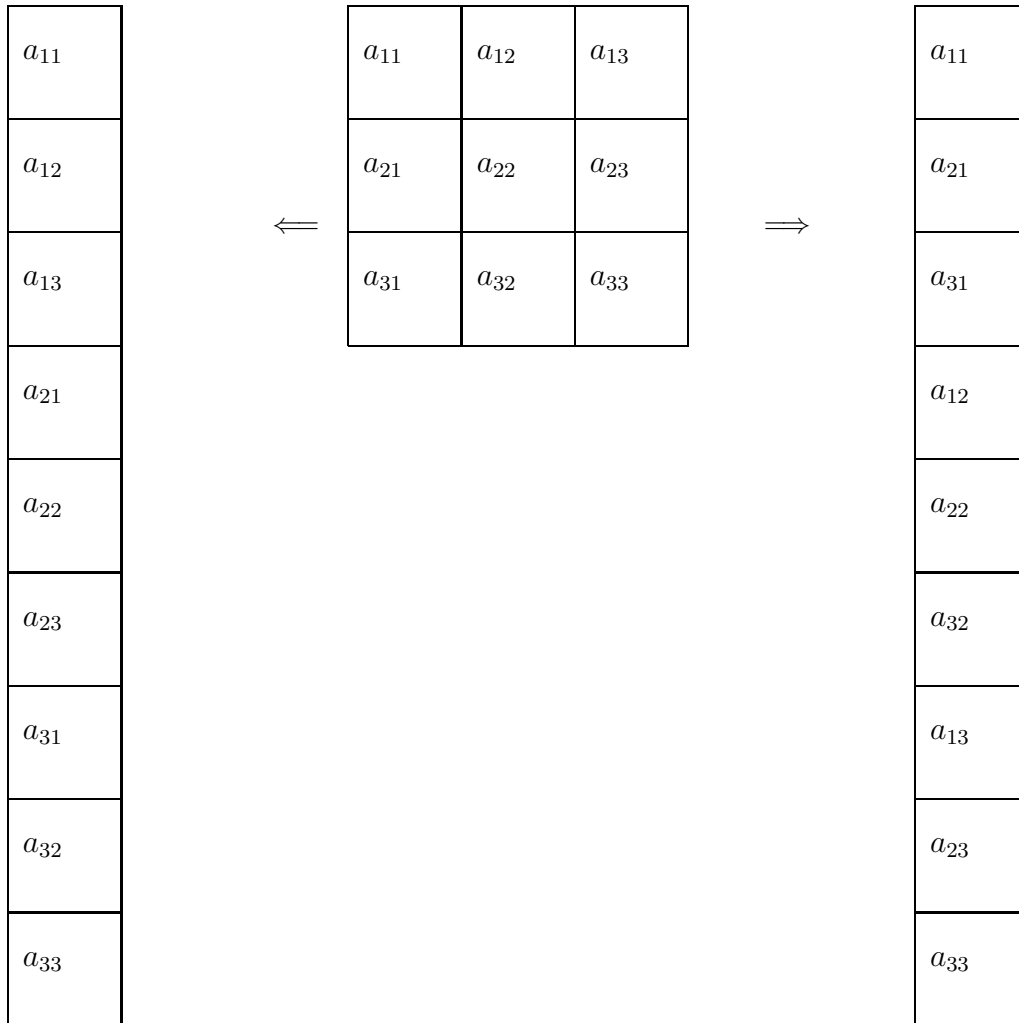 a₁₁ a₁₁ a₁₂ a₁₃ a₁₁
a₁₂ a₂₁ a₂₂ a₂₃ a₂₁
⇐ ⇒
a₁₃ a₃₁ a₃₂ a₃₃ a₃₁
a₂₁ a₁₂
a₂₂ a₂₂
a₂₃ a₃₂
a₃₁ a₁₃
a₃₂ a₂₃
a₃₃ a₃₃